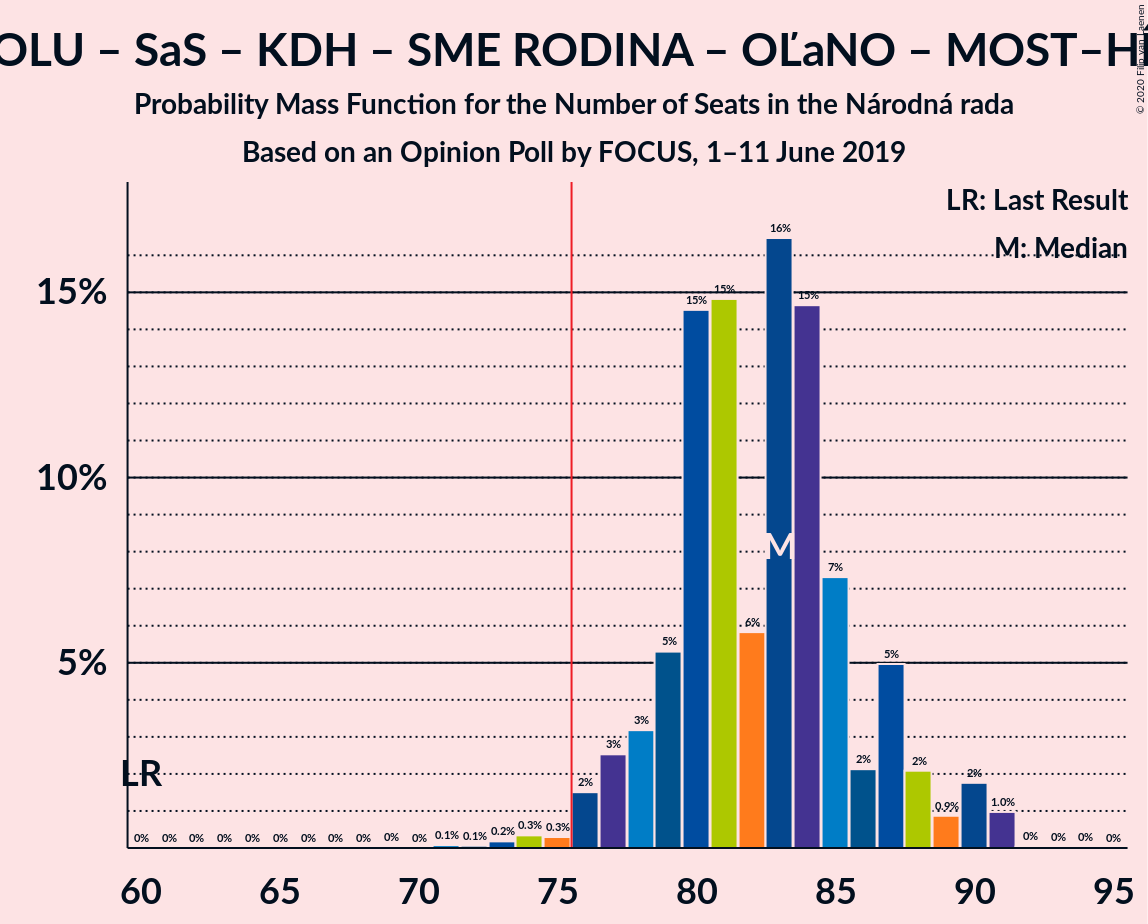 OLU – SaS – KDH – SME RODINA – OĽaNO – MOST–H
Probability Mass Function for the Number of Seats in the Národná rada
Based on an Opinion Poll by FOCUS, 1–11 June 2019
© 2020 Filip van Laenen
LR: Last Result
M: Median
15%
10%
5%
LR
M
0% 0% 0% 0% 0% 0% 0% 0% 0% 0% 0% 0.1% 0.1% 0.2% 0.3% 0.3% 2% 3% 3% 5% 15% 15% 6% 16% 15% 7% 2% 5% 2% 0.9% 2% 1.0% 0% 0% 0% 0%
60 65 70 75 80 85 90 95